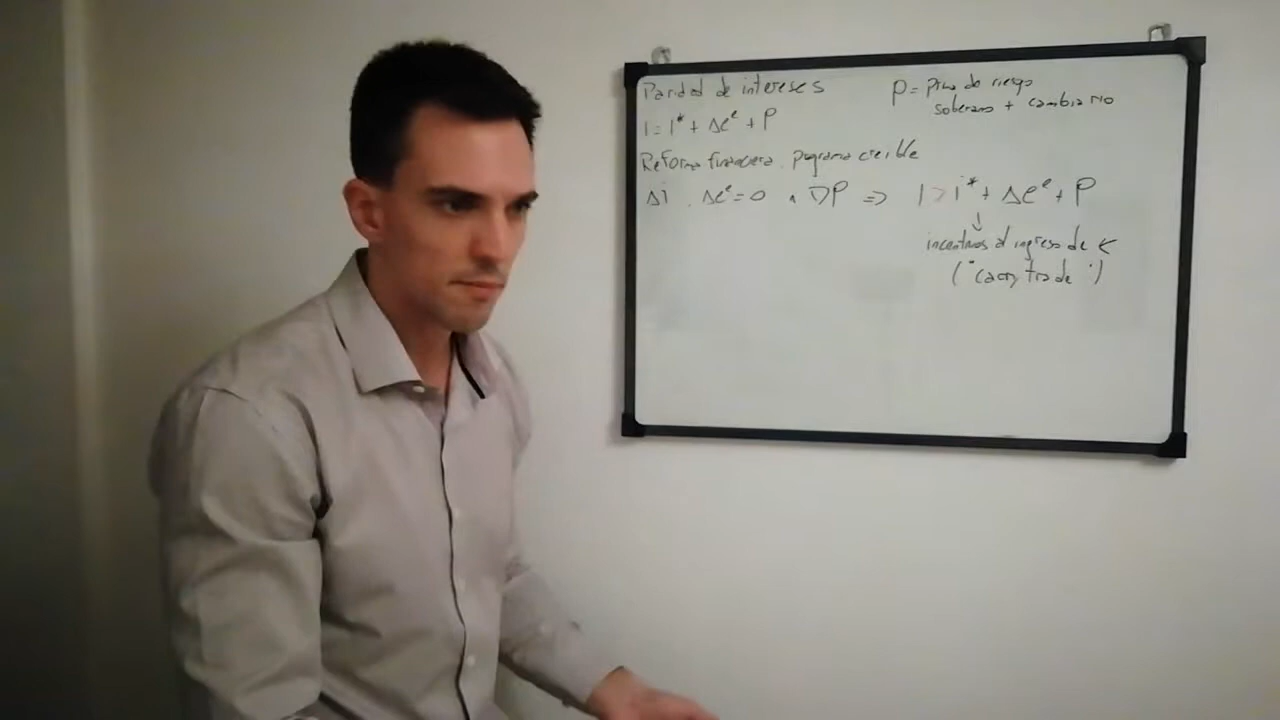 Paridad de intereses
i = i* + Δe^e + P
P = prima de riesgo
soberano + cambiario
Reforma financiera. programa creible
Δi . Δe^e = 0 ∧ ∇P ⇒ i > i* + Δe^e + P
↓
incentivos al ingreso de K
("carry trade")